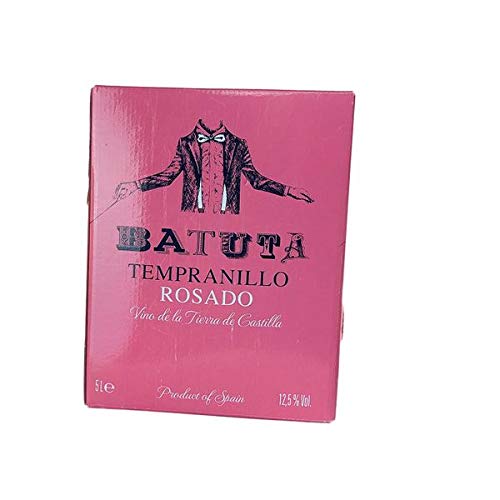 BATUTA
TEMPRANILLO
ROSADO
Vino de la Tierra de Castilla
5 L e
Product of Spain
12,5 % Vol.